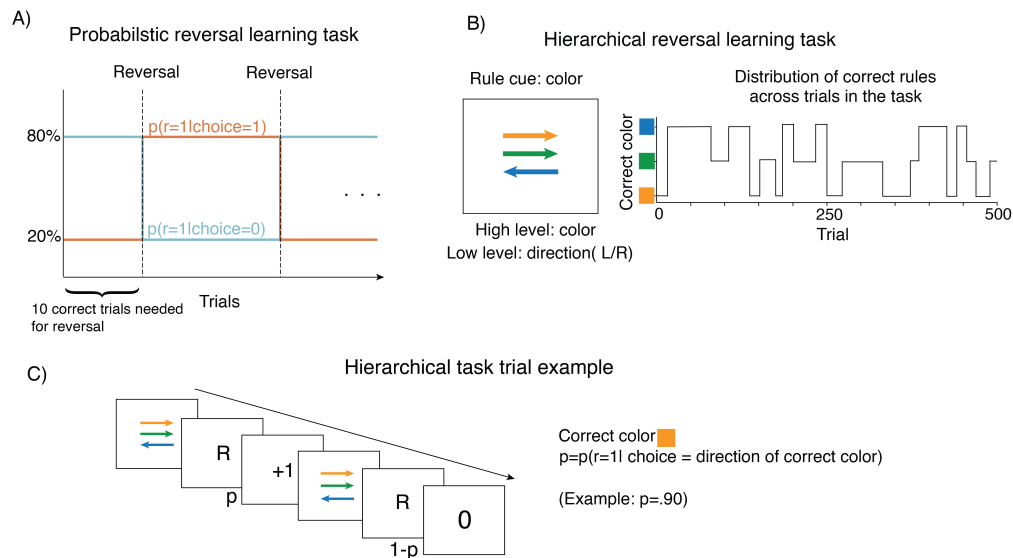 A)
Probabilstic reversal learning task
Reversal
Reversal
80%
p(r=1|choice=1)
. . .
20%
p(r=1|choice=0)
Trials
10 correct trials needed
for reversal
B)
Hierarchical reversal learning task
Rule cue: color
High level: color
Low level: direction( L/R)
Distribution of correct rules
across trials in the task
Correct color
0
250
500
Trial
C)
Hierarchical task trial example
R
p
+1
R
1-p
0
Correct color
p=p(r=1| choice = direction of correct color)
(Example: p=.90)